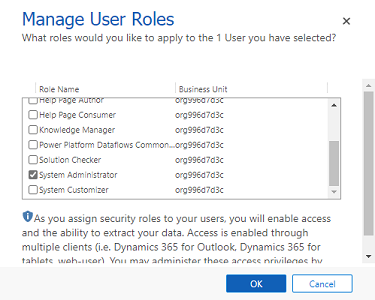 Manage User Roles
What roles would you like to apply to the 1 User you have selected?
Role Name Business Unit
Help Page Author org996d7d3c
Help Page Consumer org996d7d3c
Knowledge Manager org996d7d3c
Power Platform Dataflows Common... org996d7d3c
Solution Checker org996d7d3c
System Administrator org996d7d3c
System Customizer org996d7d3c
As you assign security roles to your users, you will enable access
and the ability to extract your data. Access is enabled through
multiple clients (i.e. Dynamics 365 for Outlook, Dynamics 365 for
tablets, web-user). You may administer these access privileges by
OK Cancel